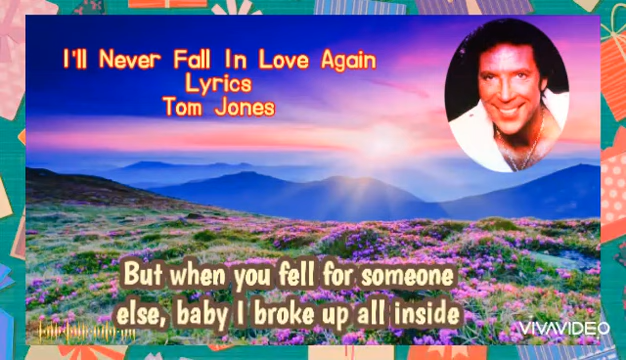 I'll Never Fall In Love Again
Lyrics
Tom Jones
But when you fell for someone
else, baby I broke up all inside
VIVAVIDEO